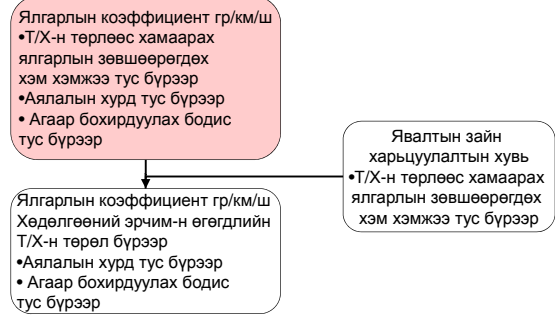 Ялгарлын коэффициент гр/км/ш
•Т/Х-н төрлөөс хамаарах
ялгарлын зөвшөөрөгдөх
хэм хэмжээ тус бүрээр
•Аялалын хурд тус бүрээр
• Агаар бохирдуулах бодис
тус бүрээр
Явалтын зайн
харьцуулалтын хувь
•Т/Х-н төрлөөс хамаарах
ялгарлын зөвшөөрөгдөх
хэм хэмжээ тус бүрээр
Ялгарлын коэффициент гр/км/ш
Хөдөлгөөний эрчим-н өгөгдлийн
Т/Х-н төрөл бүрээр
•Аялалын хурд тус бүрээр
• Агаар бохирдуулах бодис
тус бүрээр